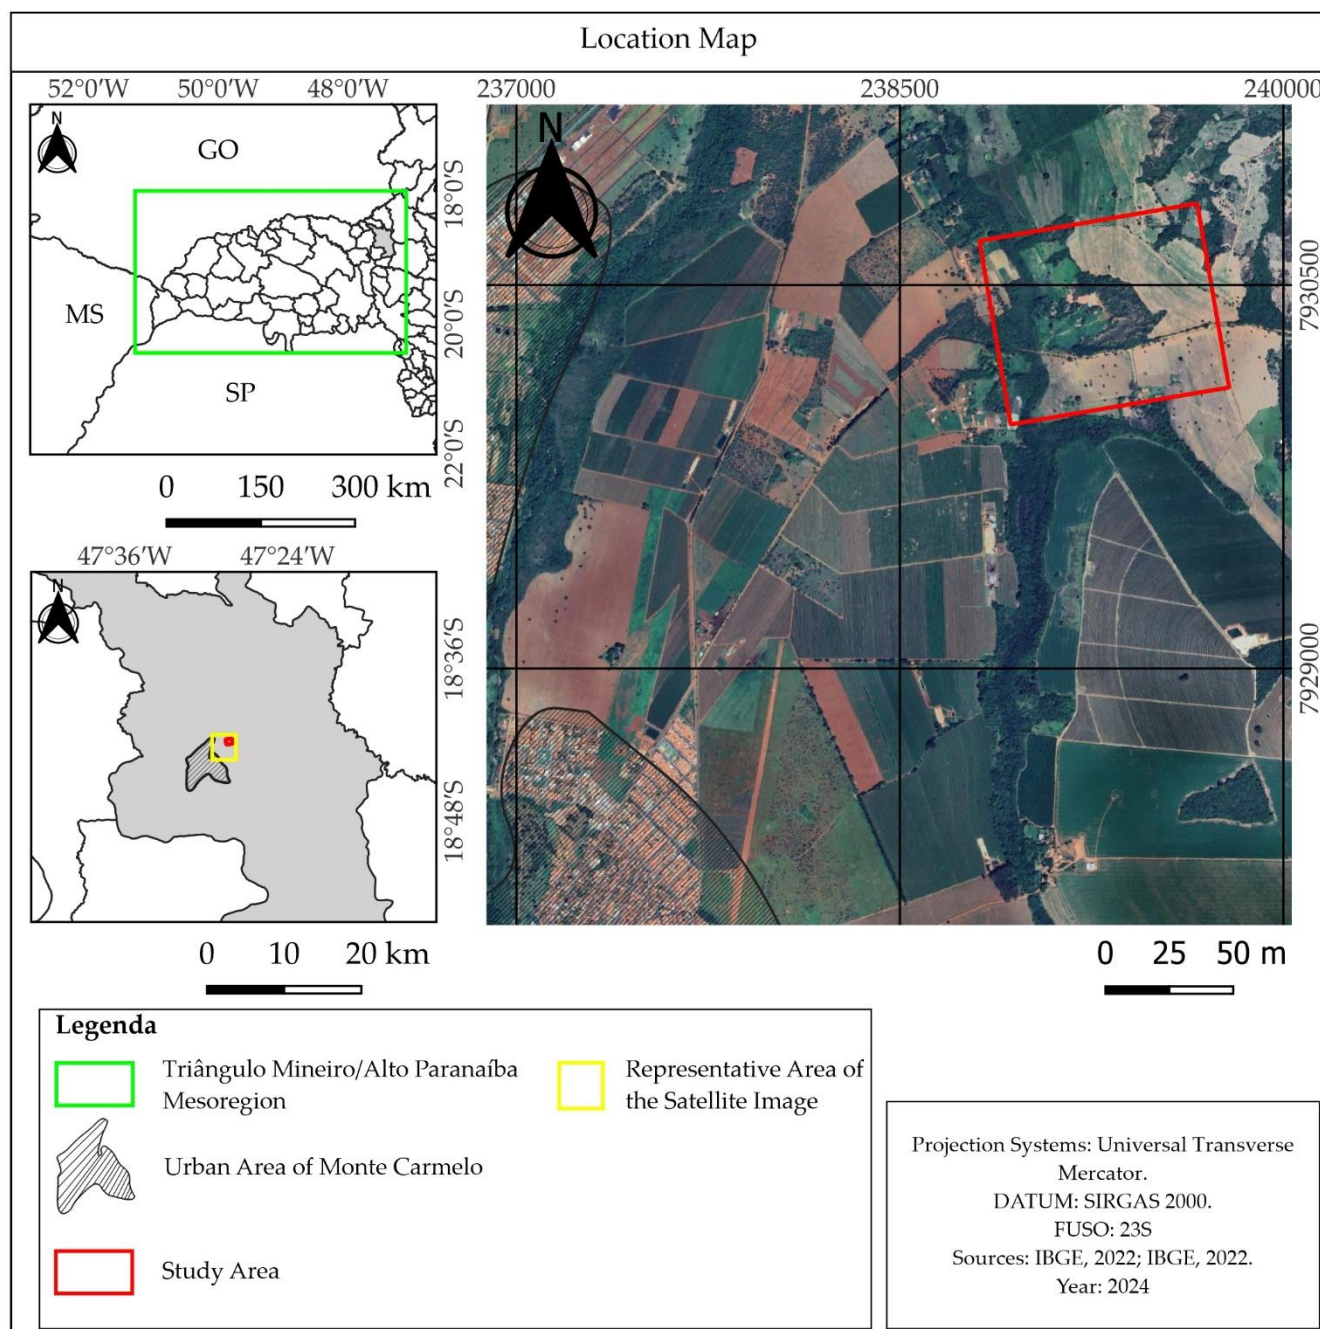 Location Map
52°0'W 50°0'W 48°0'W
N
GO
MS
SP
18°0'S
20°0'S
22°0'S
0 150 300 km
47°36'W 47°24'W
N
18°36'S
18°48'S
0 10 20 km
237000 238500 240000
N
7930500
7929000
0 25 50 m
Legenda
Triângulo Mineiro/Alto Paranaíba
Mesoregion
Urban Area of Monte Carmelo
Study Area
Representative Area of
the Satellite Image
Projection Systems: Universal Transverse
Mercator.
DATUM: SIRGAS 2000.
FUSO: 23S
Sources: IBGE, 2022; IBGE, 2022.
Year: 2024